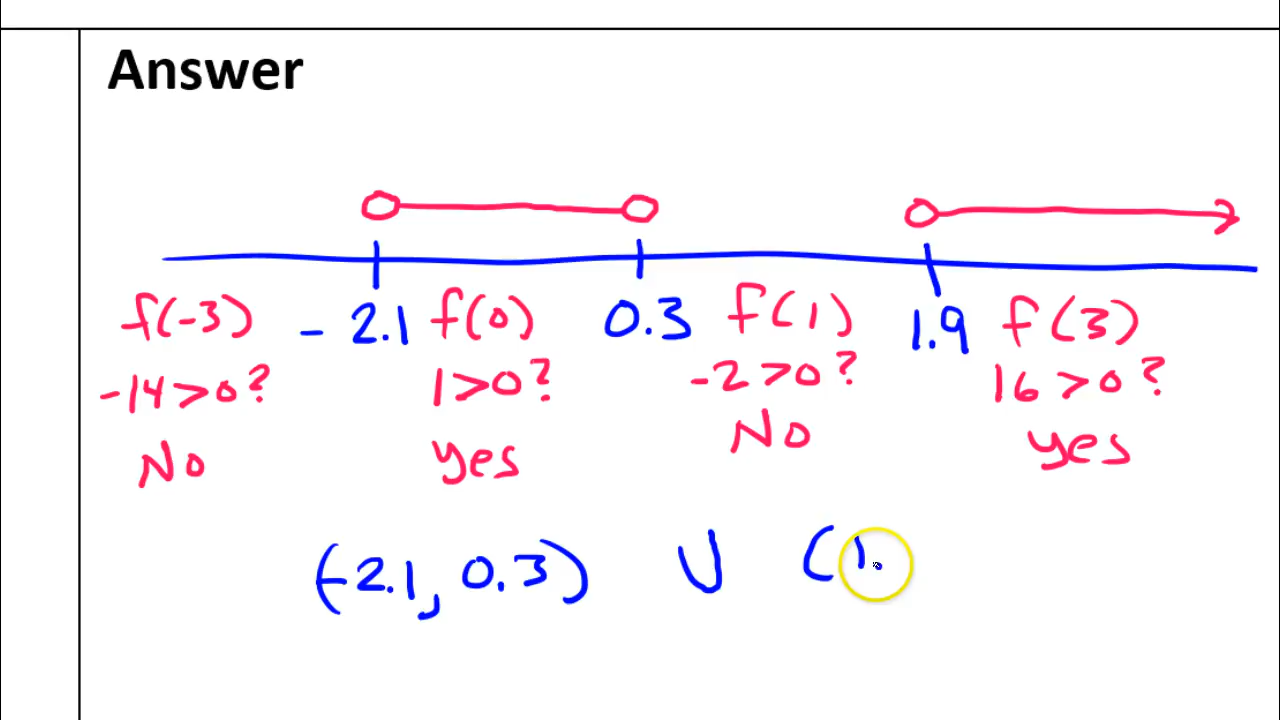 Answer
f(-3) -2.1 f(0) 0.3 f(1) 1.9 f(3)
-14>0? 1>0? -2>0? 16>0?
No yes No yes
(-2.1, 0.3) ∪ (1.